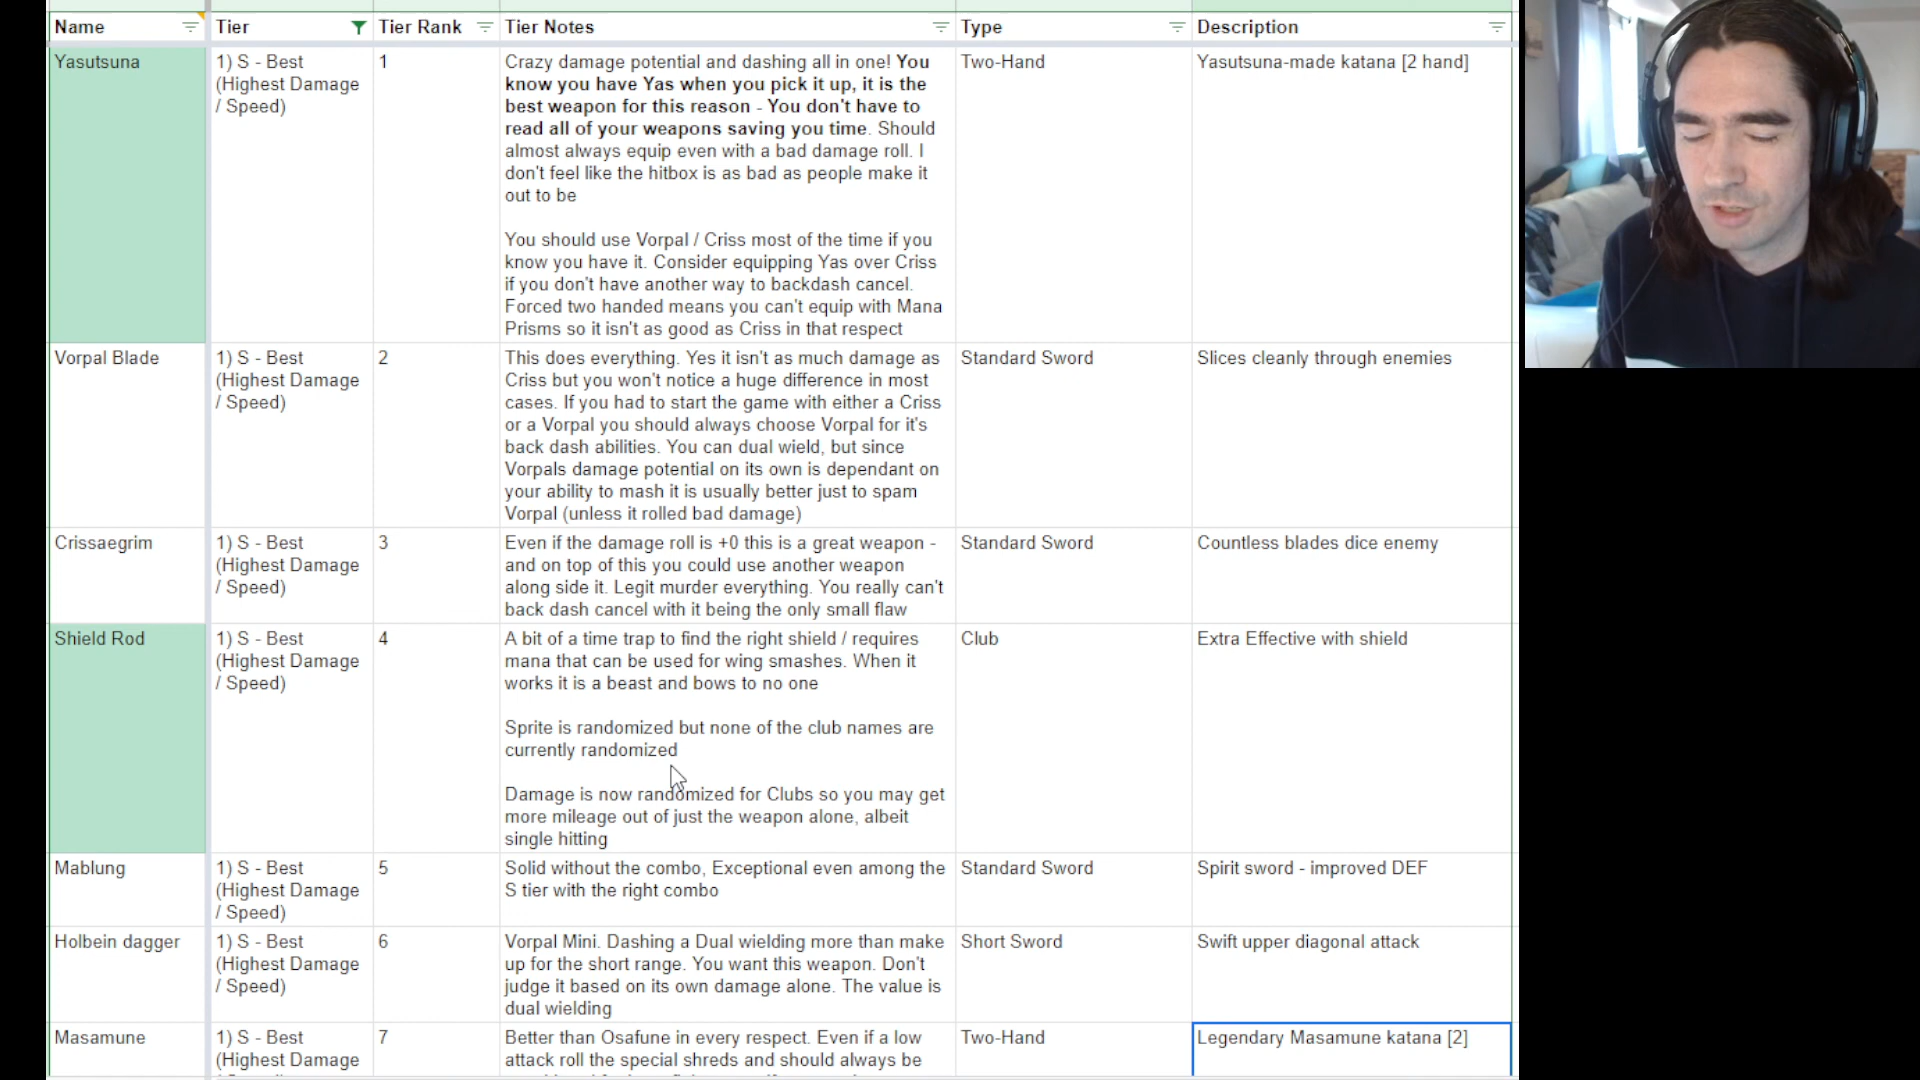 Name Tier Tier Rank Tier Notes Type Description
Yasutsuna
1) S - Best
(Highest Damage
/ Speed)
1
Crazy damage potential and dashing all in one! You
know you have Yas when you pick it up, it is the
best weapon for this reason - You don't have to
read all of your weapons saving you time. Should
almost always equip even with a bad damage roll. I
don't feel like the hitbox is as bad as people make it
out to be
You should use Vorpal / Criss most of the time if you
know you have it. Consider equipping Yas over Criss
if you don't have another way to backdash cancel.
Forced two handed means you can't equip with Mana
Prisms so it isn't as good as Criss in that respect
Two-Hand
Yasutsuna-made katana [2 hand]
Vorpal Blade
1) S - Best
(Highest Damage
/ Speed)
2
This does everything. Yes it isn't as much damage as
Criss but you won't notice a huge difference in most
cases. If you had to start the game with either a Criss
or a Vorpal you should always choose Vorpal for it's
back dash abilities. You can dual wield, but since
Vorpals damage potential on its own is dependant on
your ability to mash it is usually better just to spam
Vorpal (unless it rolled bad damage)
Standard Sword
Slices cleanly through enemies
Crissaegrim
1) S - Best
(Highest Damage
/ Speed)
3
Even if the damage roll is +0 this is a great weapon -
and on top of this you could use another weapon
along side it. Legit murder everything. You really can't
back dash cancel with it being the only small flaw
Standard Sword
Countless blades dice enemy
Shield Rod
1) S - Best
(Highest Damage
/ Speed)
4
A bit of a time trap to find the right shield / requires
mana that can be used for wing smashes. When it
works it is a beast and bows to no one
Sprite is randomized but none of the club names are
currently randomized
Damage is now randomized for Clubs so you may get
more mileage out of just the weapon alone, albeit
single hitting
Club
Extra Effective with shield
Mablung
1) S - Best
(Highest Damage
/ Speed)
5
Solid without the combo, Exceptional even among the
S tier with the right combo
Standard Sword
Spirit sword - improved DEF
Holbein dagger
1) S - Best
(Highest Damage
/ Speed)
6
Vorpal Mini. Dashing a Dual wielding more than make
up for the short range. You want this weapon. Don't
judge it based on its own damage alone. The value is
dual wielding
Short Sword
Swift upper diagonal attack
Masamune
1) S - Best
(Highest Damage
7
Better than Osafune in every respect. Even if a low
attack roll the special shreds and should always be
Two-Hand
Legendary Masamune katana [2]